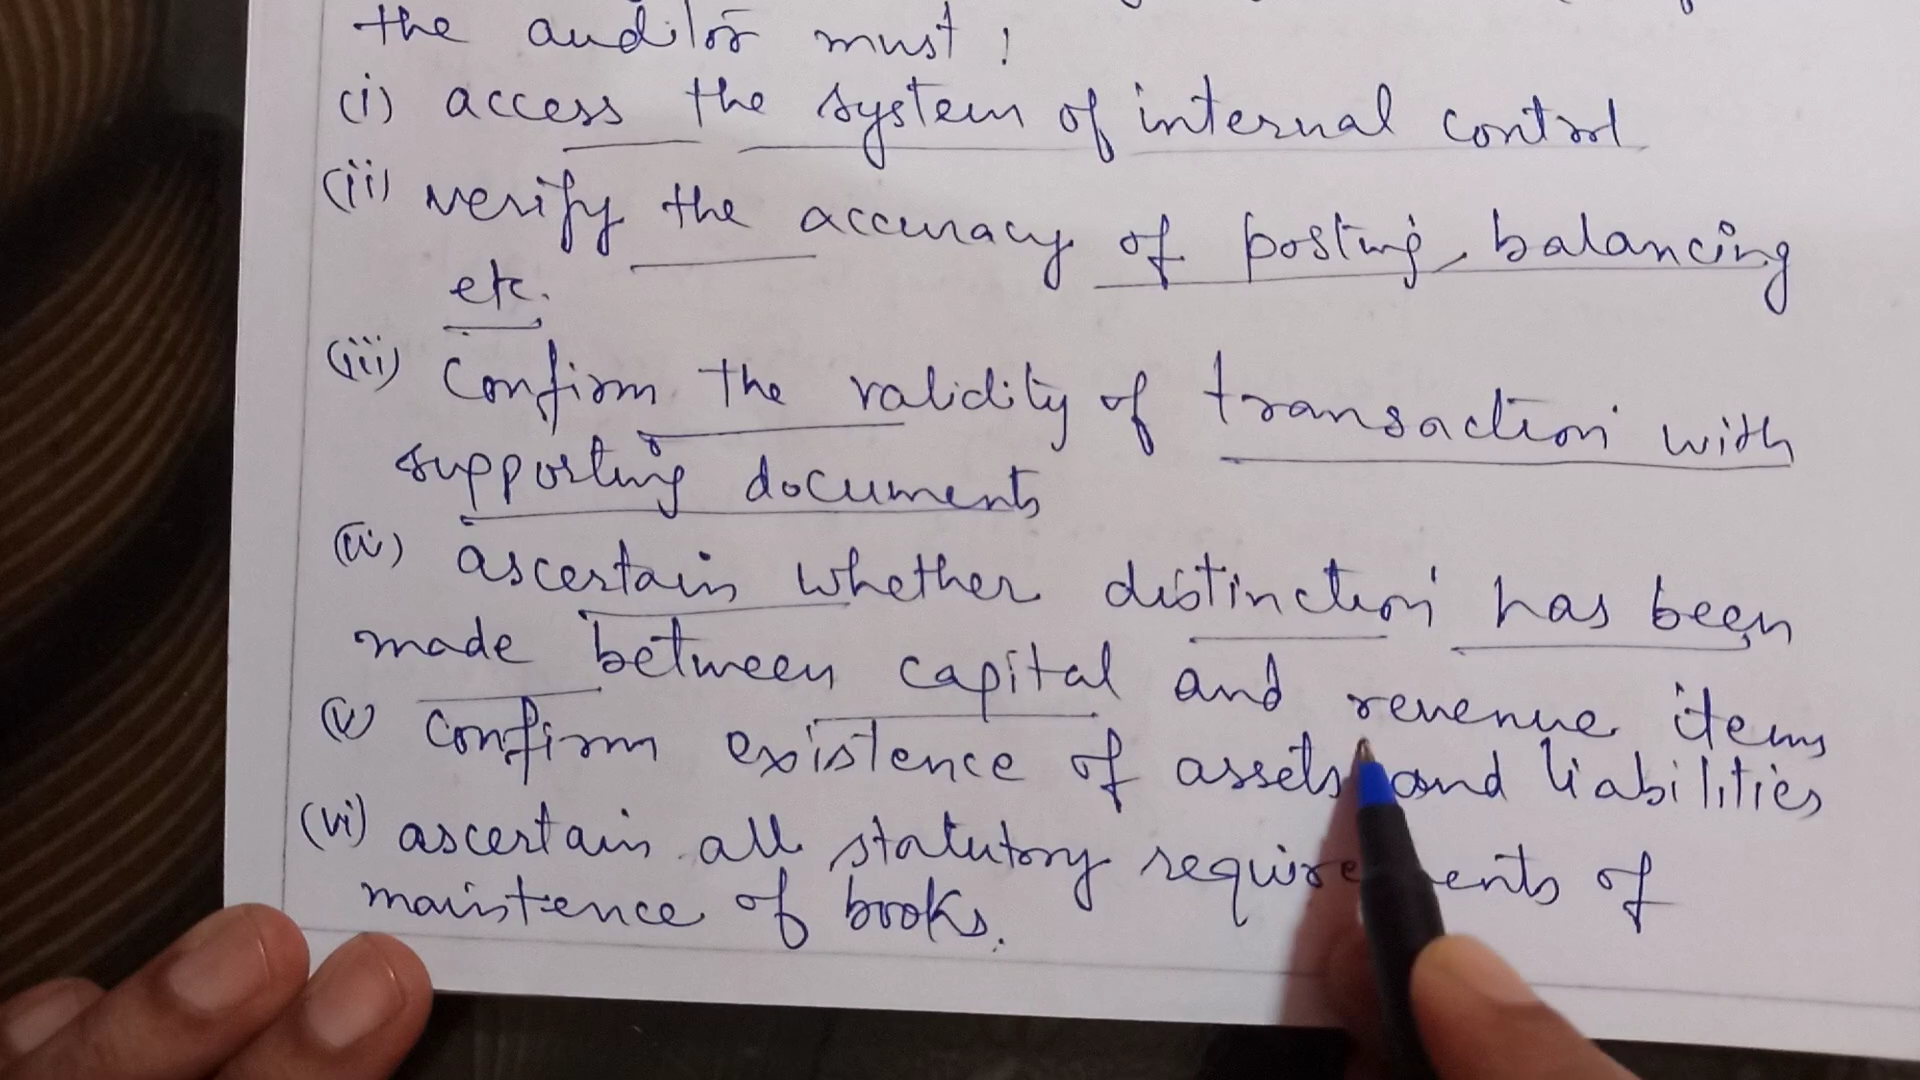 the auditor must :
(i) access the system of internal control
(ii) verify the accuracy of posting, balancing
etc.
(iii) Confirm the validity of transaction with
supporting documents
(iv) ascertain whether distinction has been
made between capital and revenue items
(v) confirm existence of assets and liabilities
(vi) ascertain all statutory requirements of
maintence of books.